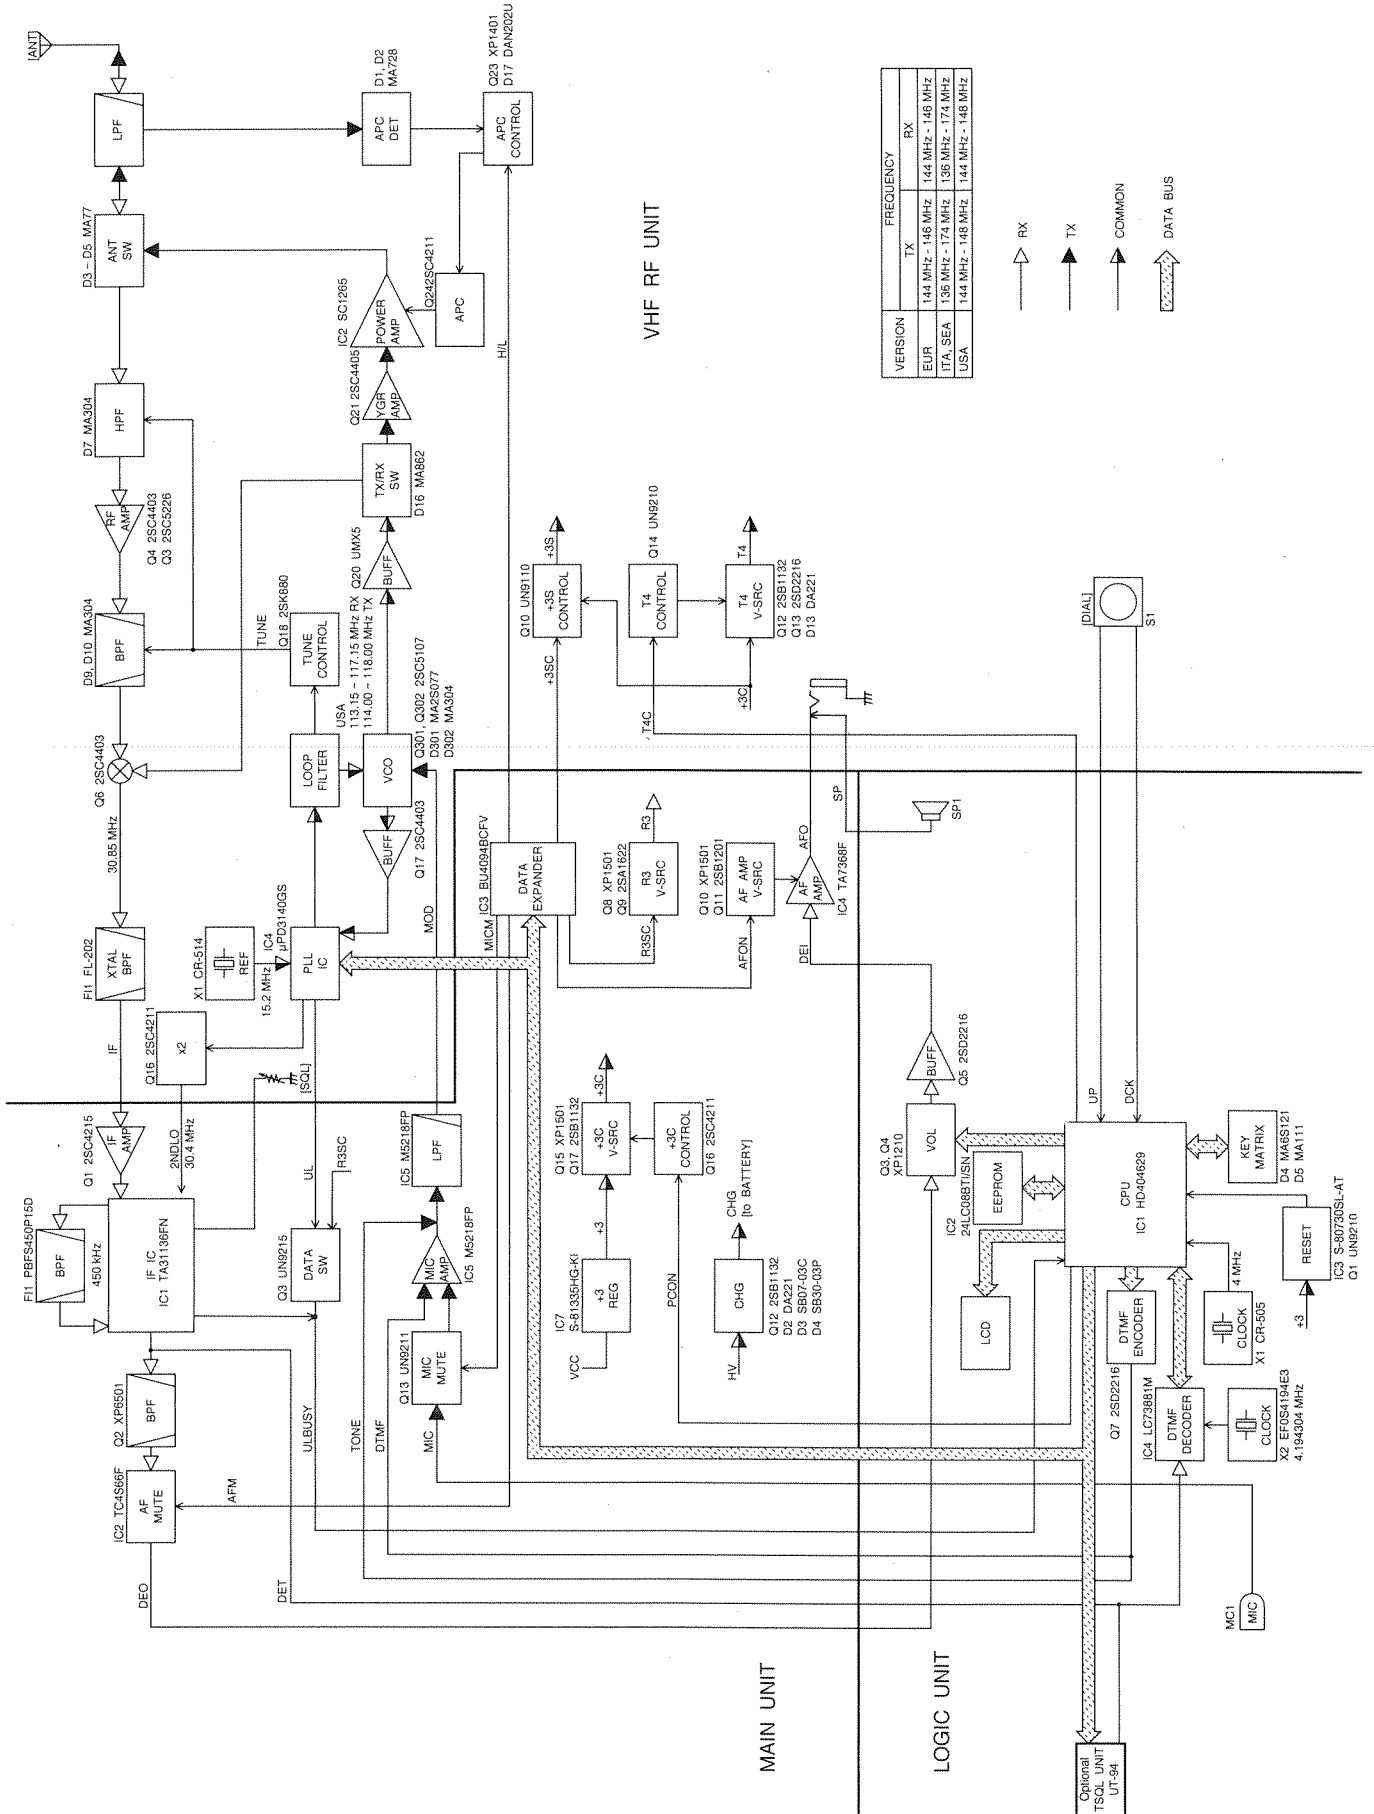 [ANT]
LPF
D3 – D5 MA77
ANT
SW
D7 MA304
HPF
RF
AMP
Q4 2SC4403
Q3 2SC5226
D9, D10 MA304
BPF
Q6 2SC4403
30.85 MHz
FI1 FL-202
XTAL
BPF
IF
Q1 2SC4215
IF
AMP
FI1 PBFS450P15D
BPF
450 kHz
IF IC
IC1 TA31136FN
Q2 XP6501
BPF
IC2 TC4S66F
AF
MUTE
DEO
DET
AFM
D1, D2
MA728
APC
DET
Q23 XP1401
D17 DAN202U
APC
CONTROL
IC2 SC1265
POWER
AMP
Q242SC4211
APC
Q21 2SC4405
YGR
AMP
TX/RX
SW
D16 MA862
Q20 UMX5
BUFF
TUNE
Q18 2SK880
TUNE
CONTROL
USA
113.15 – 117.15 MHz RX
114.00 – 118.00 MHz TX
LOOP
FILTER
VCO
Q301, Q302 2SC5107
D301 MA2S077
D302 MA304
BUFF
Q17 2SC4403
X1 CR-514
REF
15.2 MHz
IC4
µPD3140GS
PLL
IC
MOD
Q16 2SC4211
x2
2NDLO
30.4 MHz
[SQL]
UL
R3SC
Q3 UN9215
DATA
SW
ULBUSY
IC5 M5218FP
LPF
MIC
AMP
IC5 M5218FP
Q13 UN9211
MIC
MUTE
TONE
DTMF
MIC
H/L
VHF RF UNIT
VERSION
FREQUENCY
TX RX
EUR 144 MHz - 146 MHz 144 MHz - 146 MHz
ITA, SEA 136 MHz - 174 MHz 136 MHz - 174 MHz
USA 144 MHz - 148 MHz 144 MHz - 148 MHz
RX
TX
COMMON
DATA BUS
Q10 UN9110
+3S
CONTROL
+3S
+3SC
Q14 UN9210
T4
CONTROL
T4
V-SRC
T4
Q12 2SB1132
Q13 2SD2216
D13 DA221
+3C
T4C
[DIAL]
S1
IC3 BU4094BCFV
DATA
EXPANDER
MICM
Q8 XP1501
Q9 2SA1622
R3
V-SRC
R3
R3SC
Q10 XP1501
Q11 2SB1201
AF AMP
V-SRC
AFON
AFO
AF
AMP
IC4 TA7368F
DEI
SP
SP1
Q15 XP1501
Q17 2SB1132
+3C
V-SRC
+3C
+3C
CONTROL
Q16 2SC4211
IC7
S-81335HG-KI
+3
REG
+3
VCC
PCON
CHG
[to BATTERY]
CHG
HV
Q12 2SB1132
D2 DA221
D3 SB07-03C
D4 SB30-03P
MAIN UNIT
LOGIC UNIT
BUFF
Q5 2SD2216
Q3, Q4
XP1210
VOL
IC2
24LC08BTI/SN
EEPROM
LCD
CPU
IC1 HD404629
UP
DCK
KEY
MATRIX
D4 MA6S121
D5 MA111
RESET
IC3 S-80730SL-AT
Q1 UN9210
+3
4 MHz
CLOCK
X1 CR-505
DTMF
ENCODER
Q7 2SD2216
IC4 LC73881M
DTMF
DECODER
CLOCK
X2 EF0S4194E3
4.194304 MHz
MC1
MIC
Optional
TSQL UNIT
UT-94